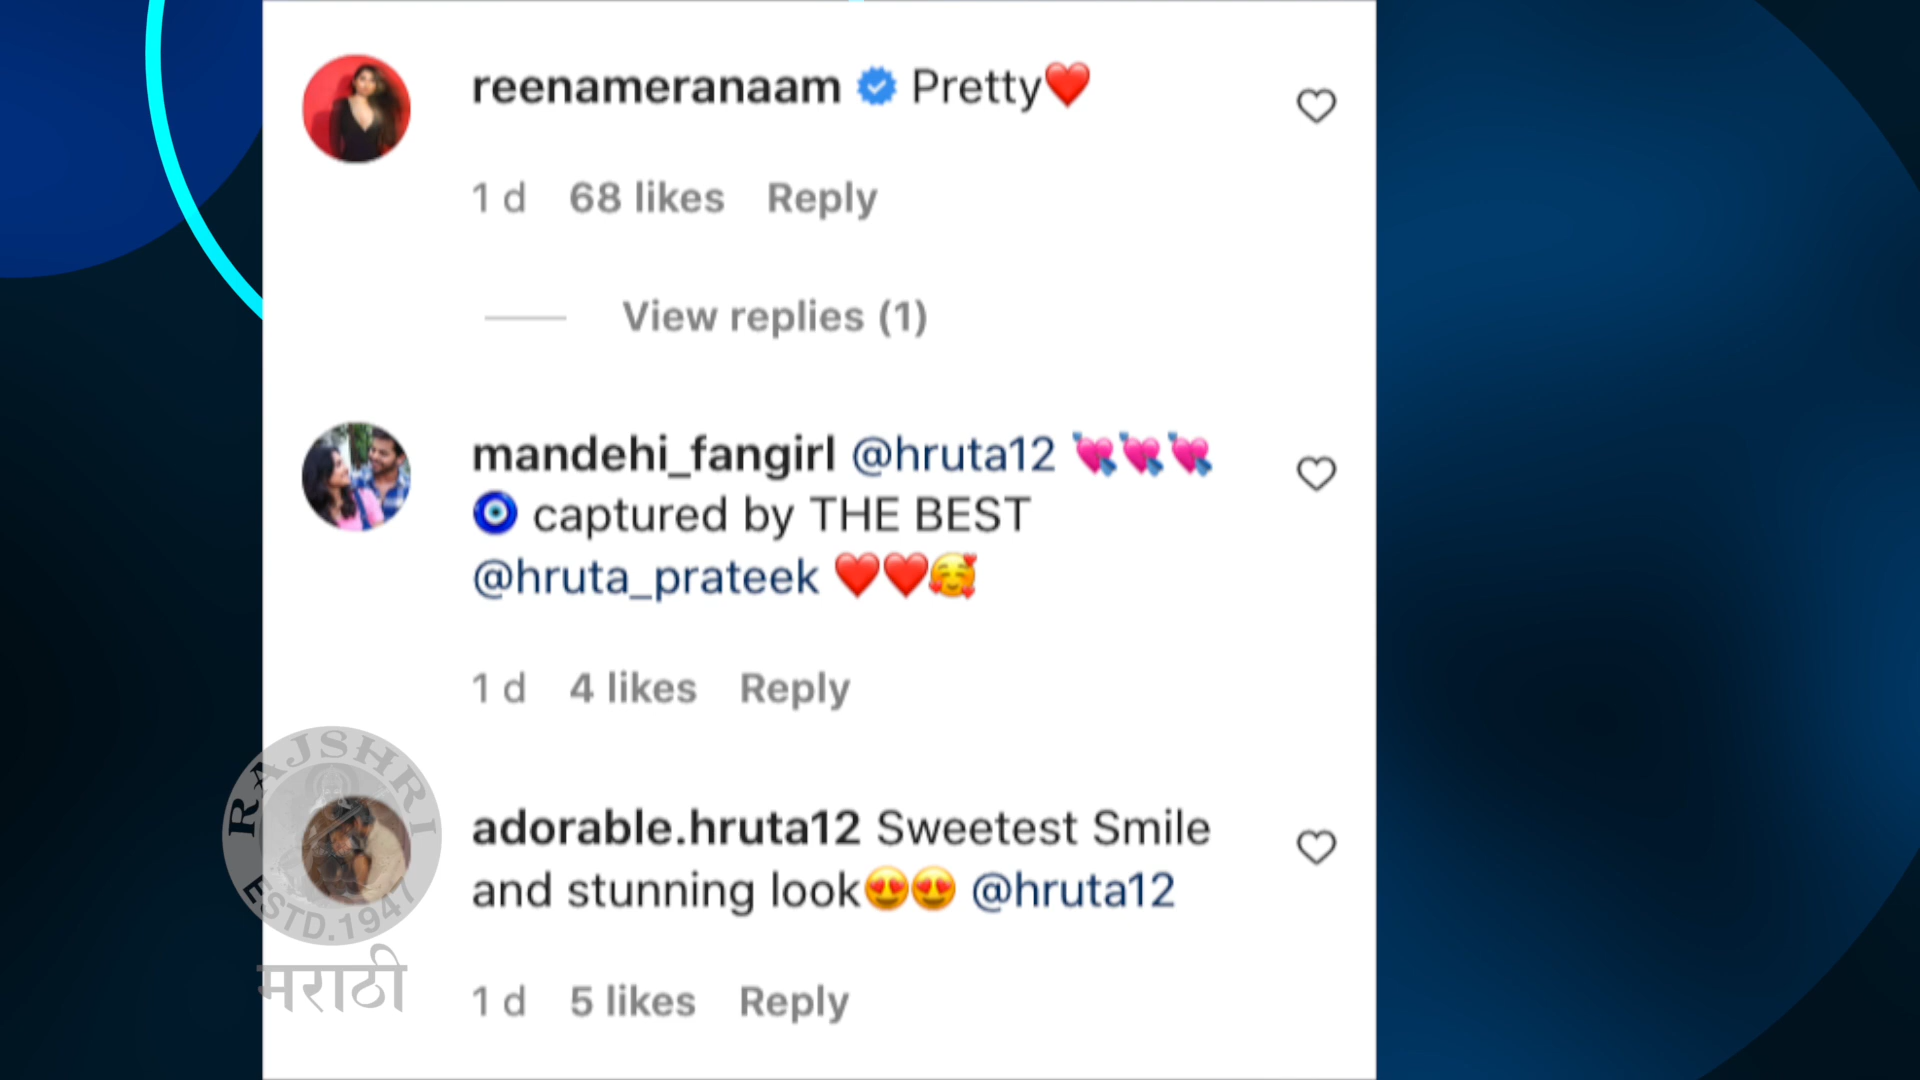 reenameranaam Pretty❤️
1 d 68 likes Reply
View replies (1)
mandehi_fangirl @hruta12 💘💘💘
🧿 captured by THE BEST
@hruta_prateek ❤️❤️🥰
1 d 4 likes Reply
adorable.hruta12 Sweetest Smile
and stunning look😍😍 @hruta12
1 d 5 likes Reply
RAJSHRI
ESTD.1947
मराठी